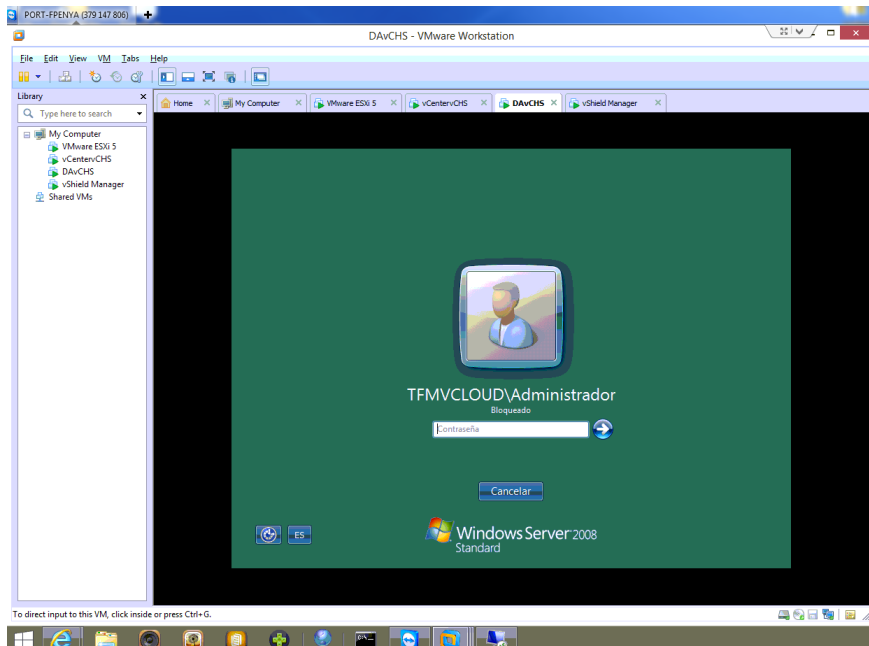 PORT-FPENYA (379 147 806)
DAvCHS - VMware Workstation
File Edit View VM Tabs Help
Library
Home
My Computer
VMware ESXi 5
vCentervCHS
DAvCHS
vShield Manager
Type here to search
My Computer
VMware ESXi 5
vCentervCHS
DAvCHS
vShield Manager
Shared VMs
TFMVCLOUD\Administrador
Bloqueado
Contraseña
Cancelar
ES
Windows Server 2008
Standard
To direct input to this VM, click inside or press Ctrl+G.